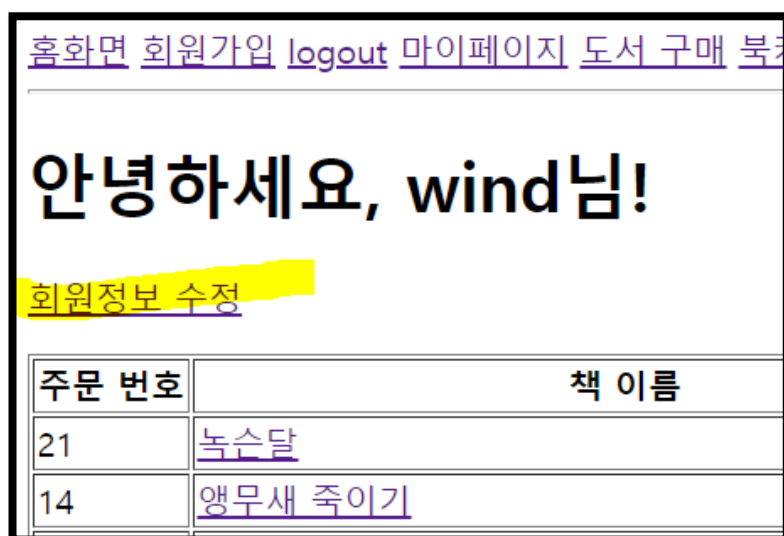 홈화면 회원가입 logout 마이페이지 도서 구매
안녕하세요, wind님!
회원정보 수정
주문 번호 책 이름
21 녹슨달
14 앵무새 죽이기